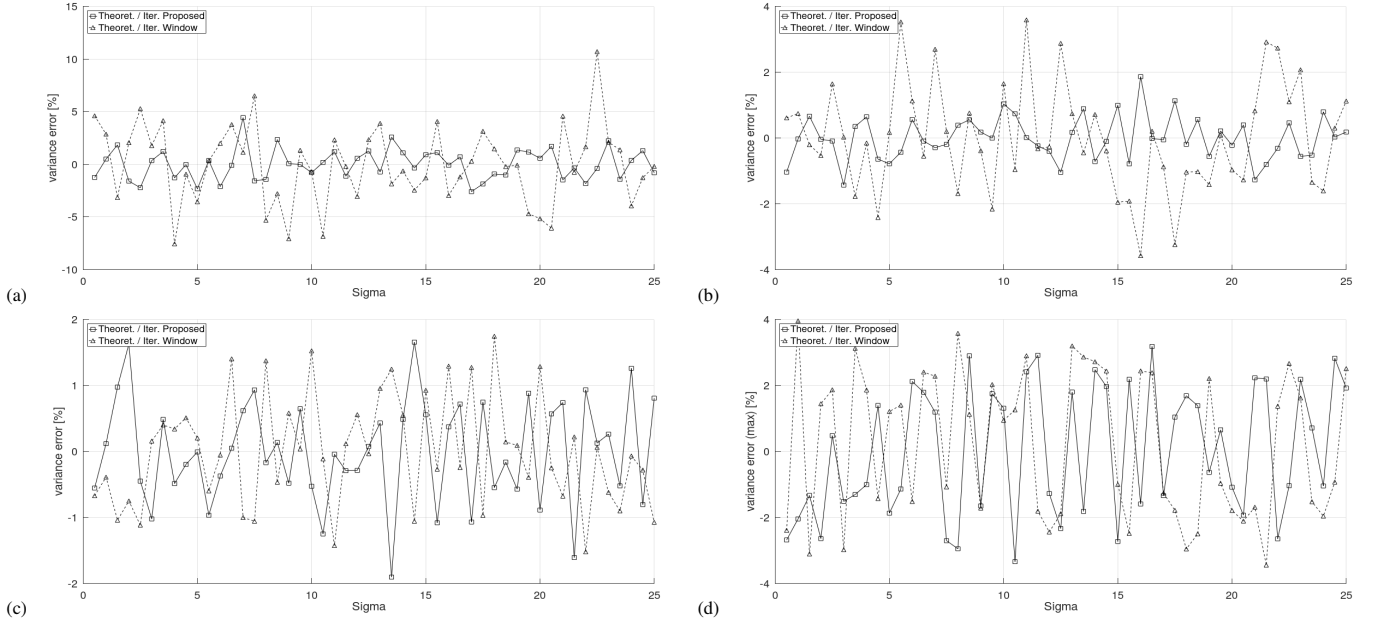 15
10
5
0
-5
-10
variance error [%]
Theoret. / Iter. Proposed
Theoret. / Iter. Window
0 5 10 15 20 25
Sigma
(a)
4
2
0
-2
-4
variance error [%]
Theoret. / Iter. Proposed
Theoret. / Iter. Window
0 5 10 15 20 25
Sigma
(b)
2
1
0
-1
-2
variance error [%]
Theoret. / Iter. Proposed
Theoret. / Iter. Window
0 5 10 15 20 25
Sigma
(c)
4
2
0
-2
-4
variance error (max) [%]
Theoret. / Iter. Proposed
Theoret. / Iter. Window
0 5 10 15 20 25
Sigma
(d)